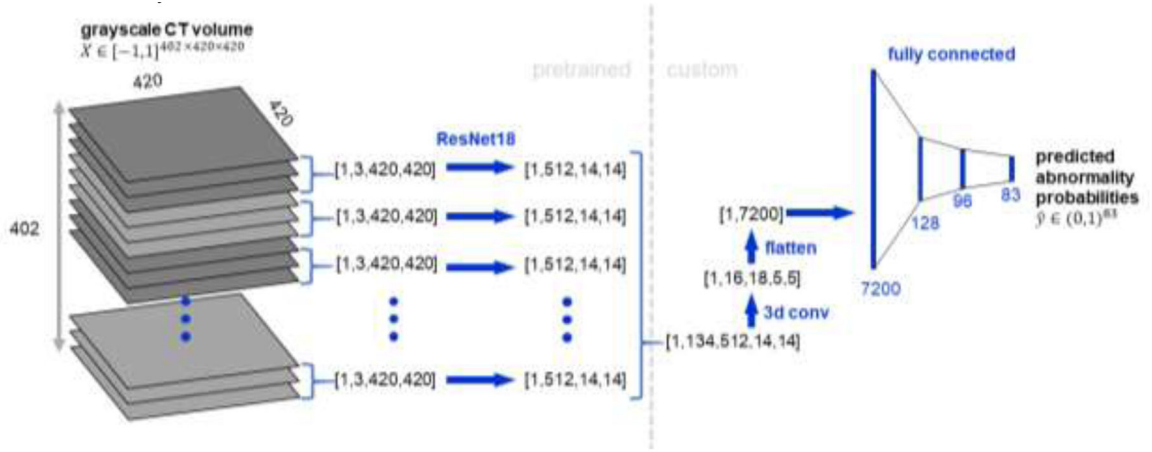 grayscale CT volume
X ∈ [−1,1]^402×420×420
420
420
402
pretrained
custom
ResNet18
[1,3,420,420]
[1,512,14,14]
[1,3,420,420]
[1,512,14,14]
[1,3,420,420]
[1,512,14,14]
[1,3,420,420]
[1,512,14,14]
[1,134,512,14,14]
3d conv
[1,16,18,5,5]
flatten
[1,7200]
fully connected
7200
128
96
83
predicted
abnormality
probabilities
ŷ ∈ (0,1)^83